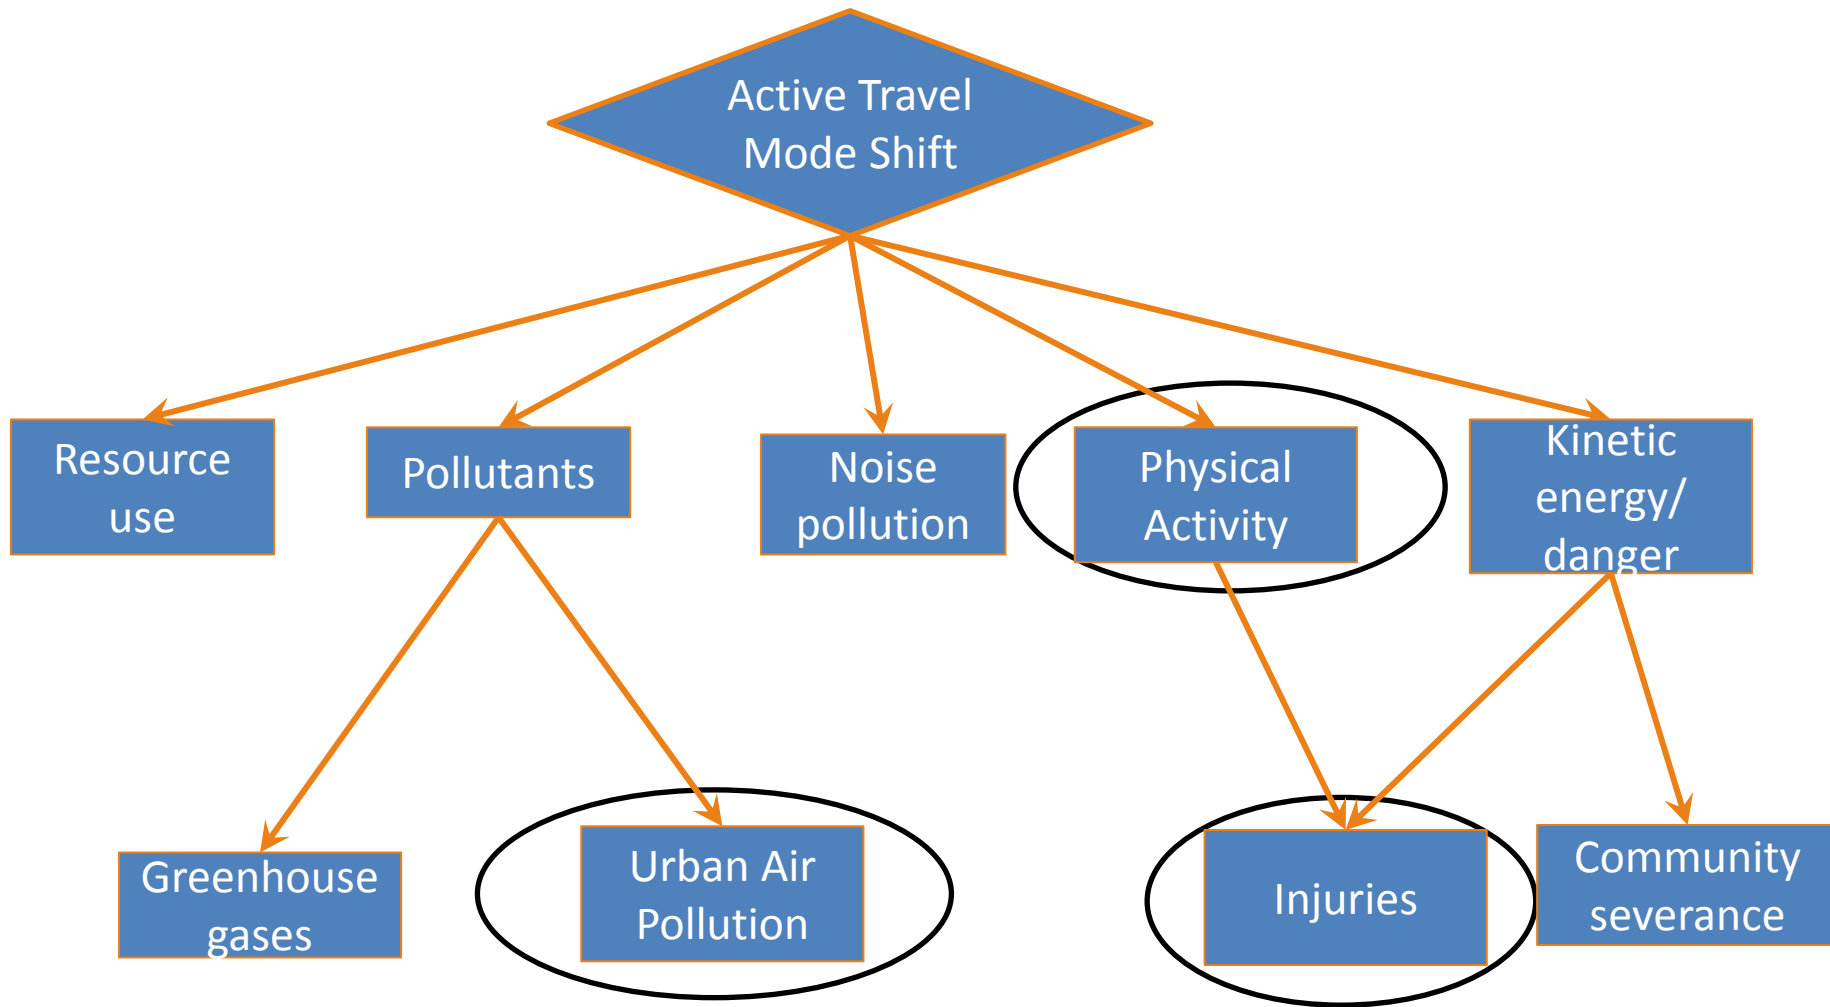 Active Travel
Mode Shift
Resource
use
Pollutants
Noise
pollution
Physical
Activity
Kinetic
energy/
danger
Greenhouse
gases
Urban Air
Pollution
Injuries
Community
severance